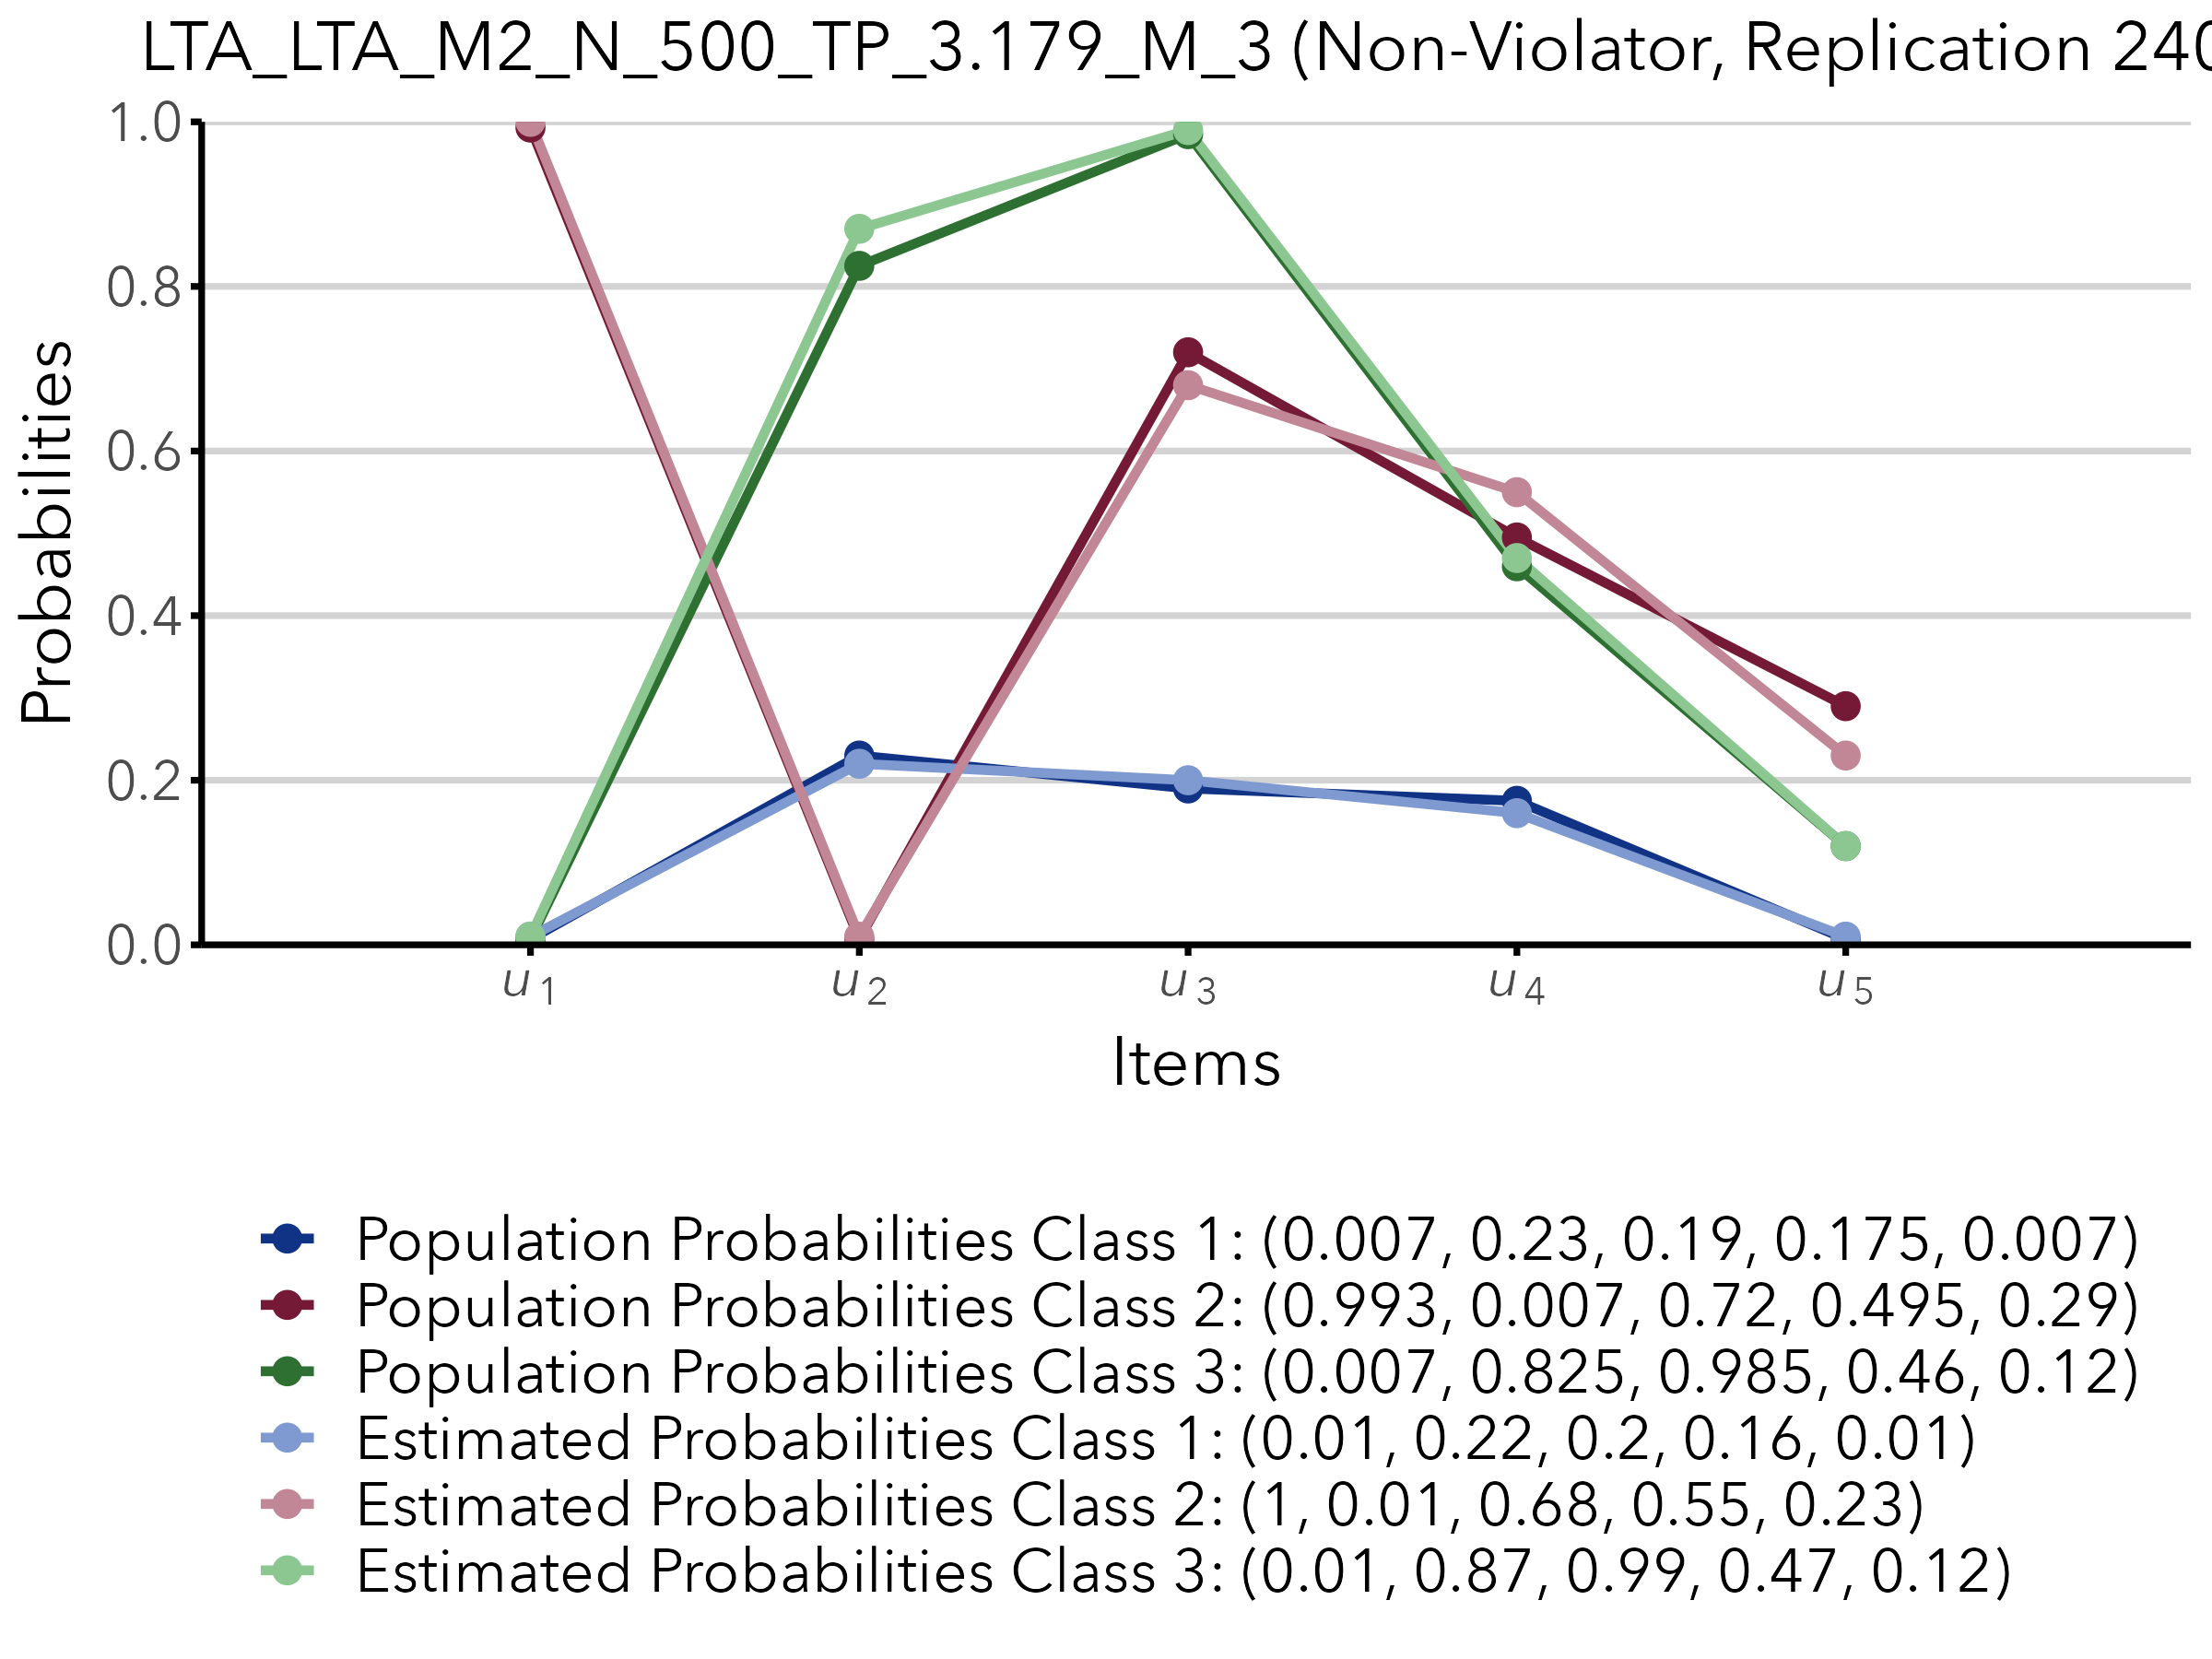 LTA_LTA_M2_N_500_TP_3.179_M_3 (Non-Violator, Replication 240
1.0
0.8
0.6
0.4
0.2
0.0
Probabilities
u1 u2 u3 u4 u5
Items
Population Probabilities Class 1: (0.007, 0.23, 0.19, 0.175, 0.007)
Population Probabilities Class 2: (0.993, 0.007, 0.72, 0.495, 0.29)
Population Probabilities Class 3: (0.007, 0.825, 0.985, 0.46, 0.12)
Estimated Probabilities Class 1: (0.01, 0.22, 0.2, 0.16, 0.01)
Estimated Probabilities Class 2: (1, 0.01, 0.68, 0.55, 0.23)
Estimated Probabilities Class 3: (0.01, 0.87, 0.99, 0.47, 0.12)